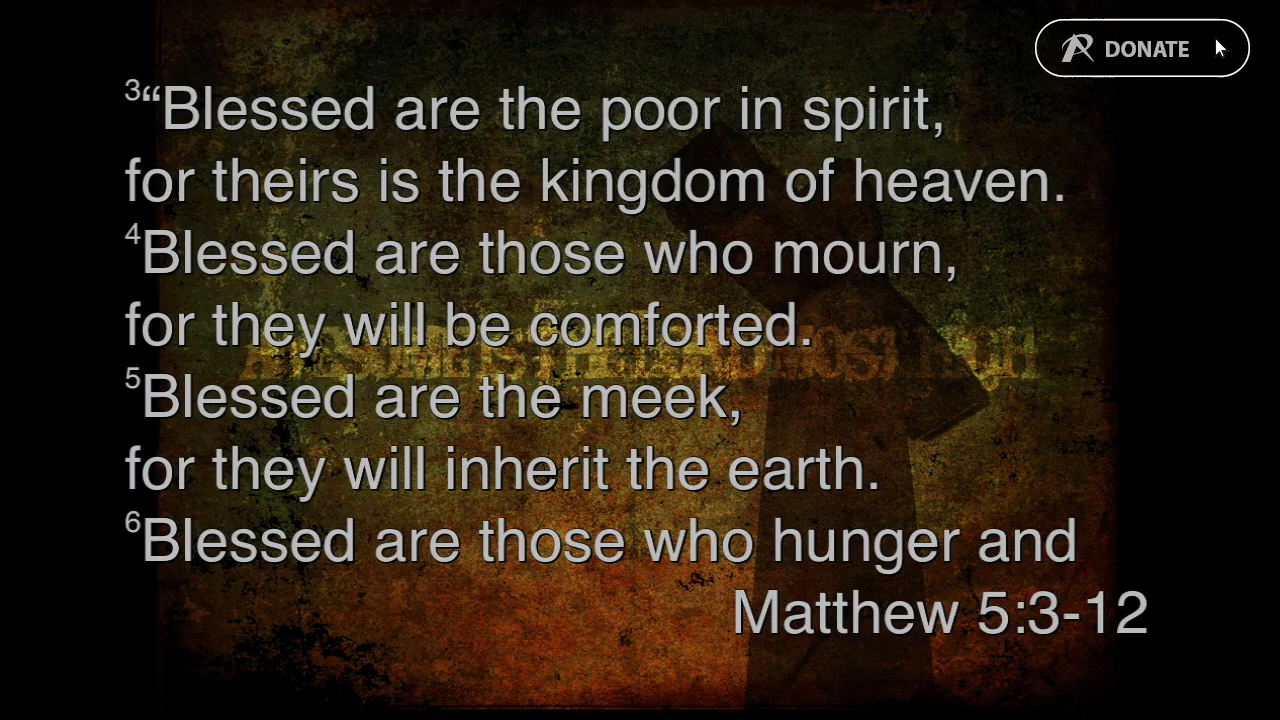 DONATE
3“Blessed are the poor in spirit,
for theirs is the kingdom of heaven.
4Blessed are those who mourn,
for they will be comforted.
5Blessed are the meek,
for they will inherit the earth.
6Blessed are those who hunger and
Matthew 5:3-12